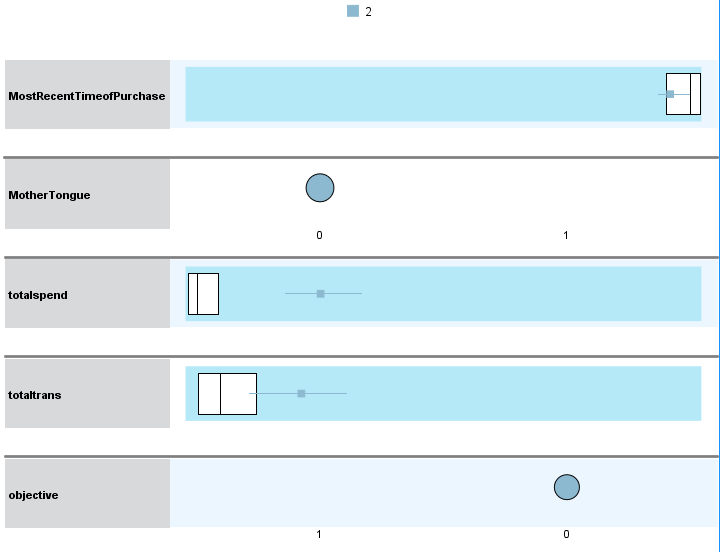 2
MostRecentTimeofPurchase
MotherTongue
0 1
totalspend
totaltrans
objective
1 0